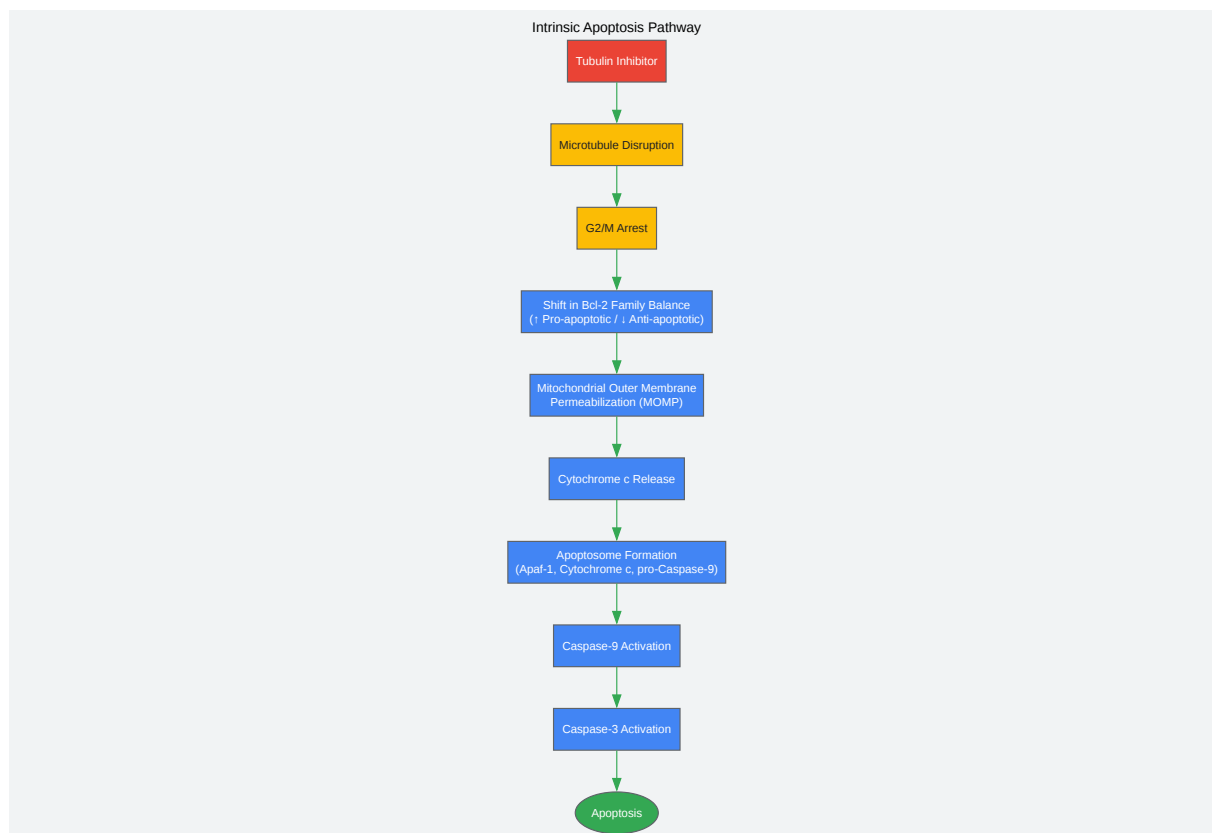 Intrinsic Apoptosis Pathway
Tubulin Inhibitor
Microtubule Disruption
G2/M Arrest
Shift in Bcl-2 Family Balance
(↑ Pro-apoptotic / ↓ Anti-apoptotic)
Mitochondrial Outer Membrane
Permeabilization (MOMP)
Cytochrome c Release
Apoptosome Formation
(Apaf-1, Cytochrome c, pro-Caspase-9)
Caspase-9 Activation
Caspase-3 Activation
Apoptosis